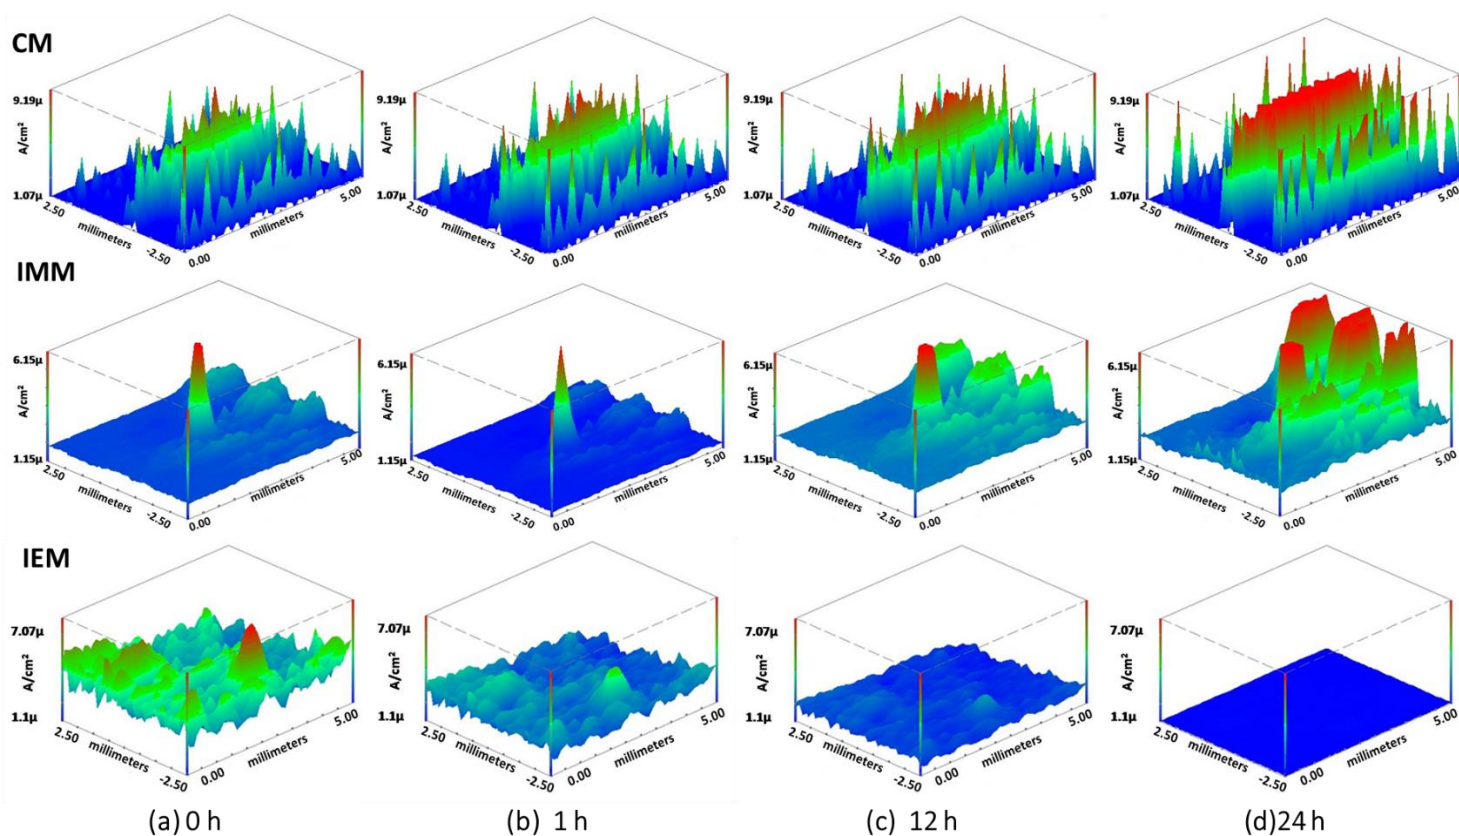 CM
9.19μ
A/cm²
1.07μ
2.50
millimeters
-2.50
0.00
millimeters
5.00
9.19μ
A/cm²
1.07μ
2.50
millimeters
-2.50
0.00
millimeters
5.00
9.19μ
A/cm²
1.07μ
2.50
millimeters
-2.50
0.00
millimeters
5.00
9.19μ
A/cm²
1.07μ
2.50
millimeters
-2.50
0.00
millimeters
5.00
IMM
6.15μ
A/cm²
1.15μ
2.50
millimeters
-2.50
0.00
millimeters
5.00
6.15μ
A/cm²
1.15μ
2.50
millimeters
-2.50
0.00
millimeters
5.00
6.15μ
A/cm²
1.15μ
2.50
millimeters
-2.50
0.00
millimeters
5.00
6.15μ
A/cm²
1.15μ
2.50
millimeters
-2.50
0.00
millimeters
5.00
IEM
7.07μ
A/cm²
1.1μ
2.50
millimeters
-2.50
0.00
millimeters
5.00
7.07μ
A/cm²
1.1μ
2.50
millimeters
-2.50
0.00
millimeters
5.00
7.07μ
A/cm²
1.1μ
2.50
millimeters
-2.50
0.00
millimeters
5.00
7.07μ
A/cm²
1.1μ
2.50
millimeters
-2.50
0.00
millimeters
5.00
(a) 0 h
(b) 1 h
(c) 12 h
(d)24 h